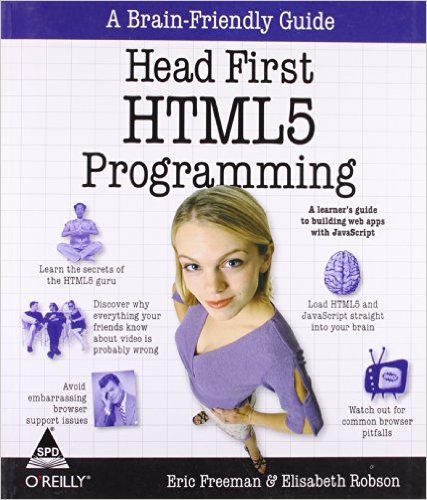 A Brain-Friendly Guide
Head First
HTML5
Programming
A learner's guide
to building web apps
with JavaScript
Learn the secrets of
the HTML5 guru
Load HTML5 and
JavaScript straight
into your brain
Discover why
everything your
friends know
about video is
probably wrong
Avoid
embarrassing
browser
support issues
Watch out for
common browser
pitfalls
SPD
O'REILLY®
Eric Freeman & Elisabeth Robson